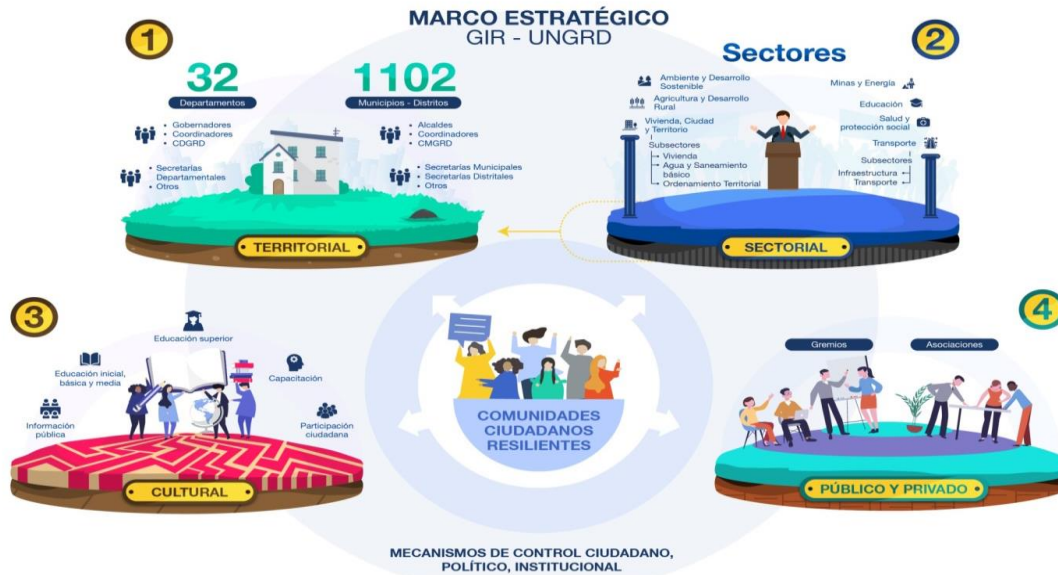 MARCO ESTRATÉGICO
GIR - UNGRD
1
32
Departamentos
• Gobernadores
• Coordinadores
• CDGRD
• Secretarías
Departamentales
• Otros
1102
Municipios - Distritos
• Alcaldes
• Coordinadores
• CMGRD
• Secretarías Municipales
• Secretarías Distritales
• Otros
TERRITORIAL
2
Sectores
Ambiente y Desarrollo
Sostenible
Agricultura y Desarrollo
Rural
Vivienda, Ciudad
y Territorio
Subsectores
Vivienda
Agua y Saneamiento
básico
Ordenamiento Territorial
Minas y Energía
Educación
Salud y
protección social
Transporte
Subsectores
Infraestructura
Transporte
SECTORIAL
3
Educación superior
Educación inicial,
básica y media
Capacitación
Información
pública
Participación
ciudadana
CULTURAL
COMUNIDADES
CIUDADANOS
RESILIENTES
4
Gremios
Asociaciones
PÚBLICO Y PRIVADO
MECANISMOS DE CONTROL CIUDADANO,
POLÍTICO, INSTITUCIONAL